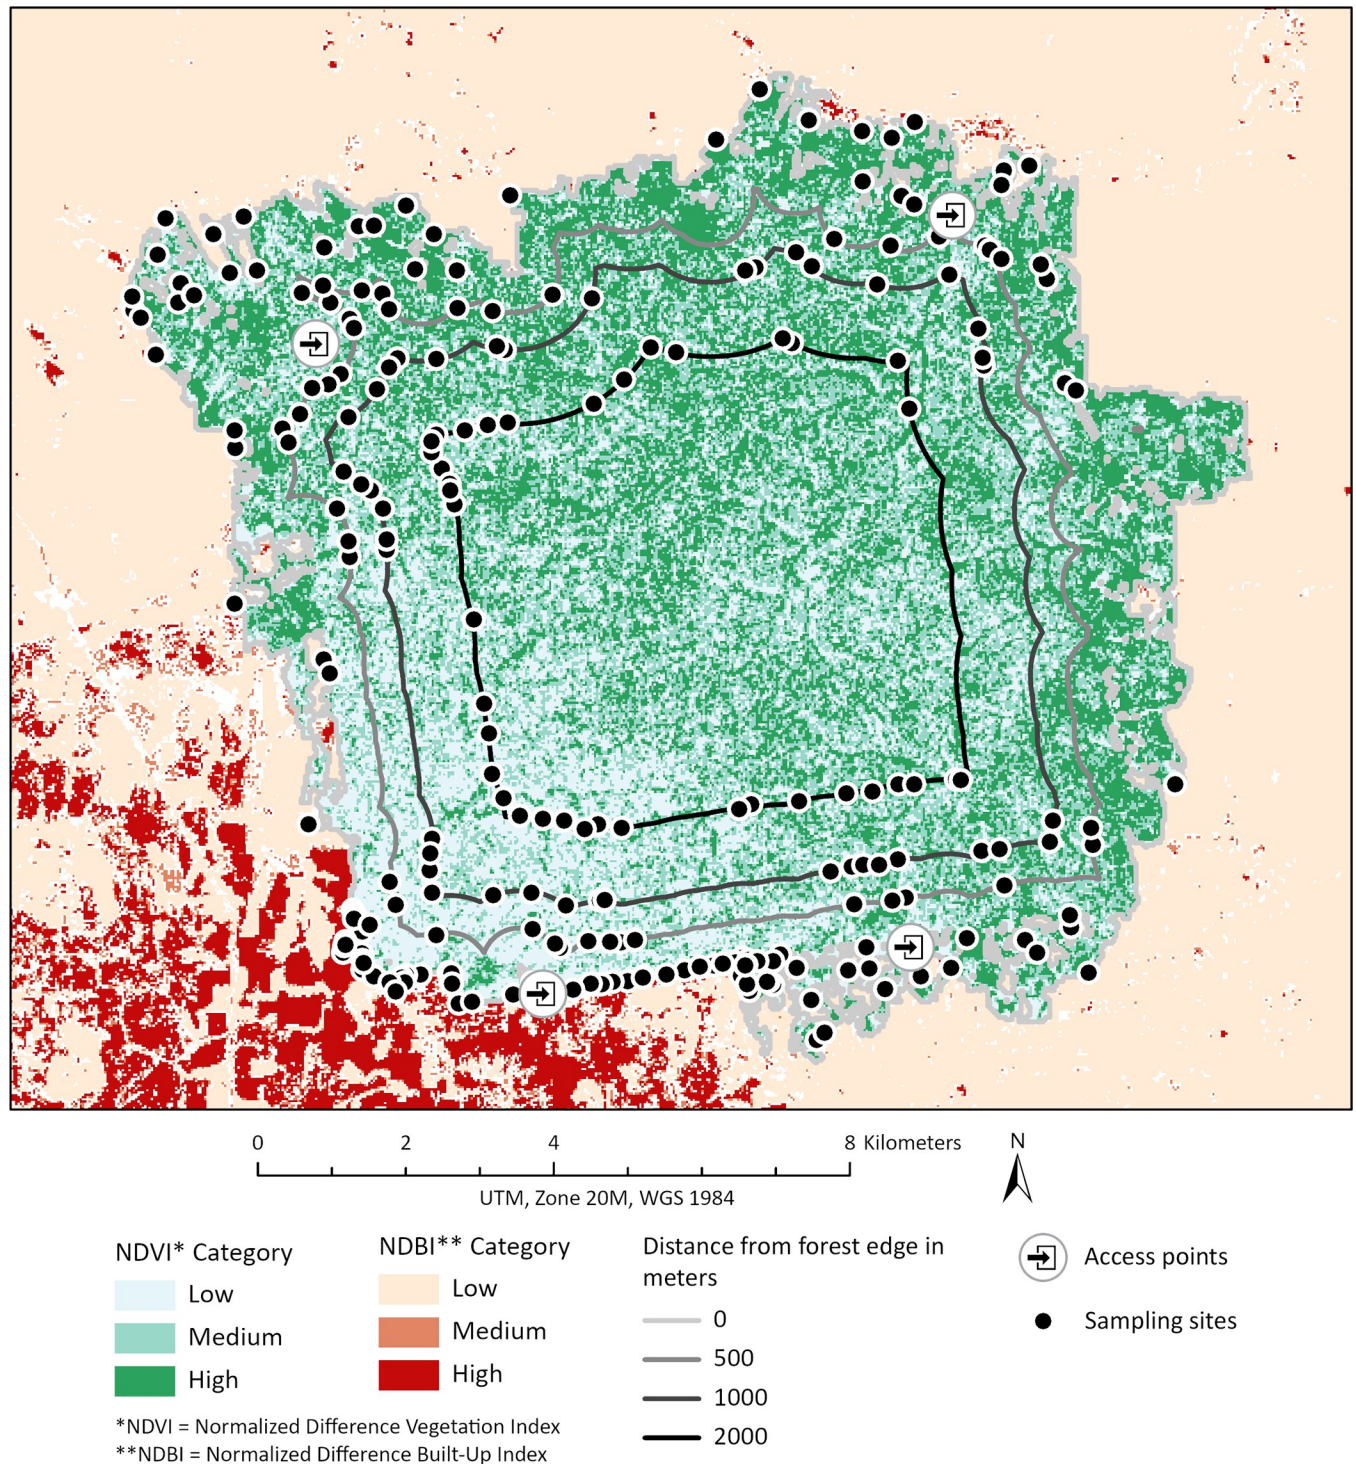 0 2 4 8 Kilometers N
UTM, Zone 20M, WGS 1984
NDVI* Category
Low
Medium
High
NDBI** Category
Low
Medium
High
Distance from forest edge in
meters
0
500
1000
2000
Access points
Sampling sites
*NDVI = Normalized Difference Vegetation Index
**NDBI = Normalized Difference Built-Up Index